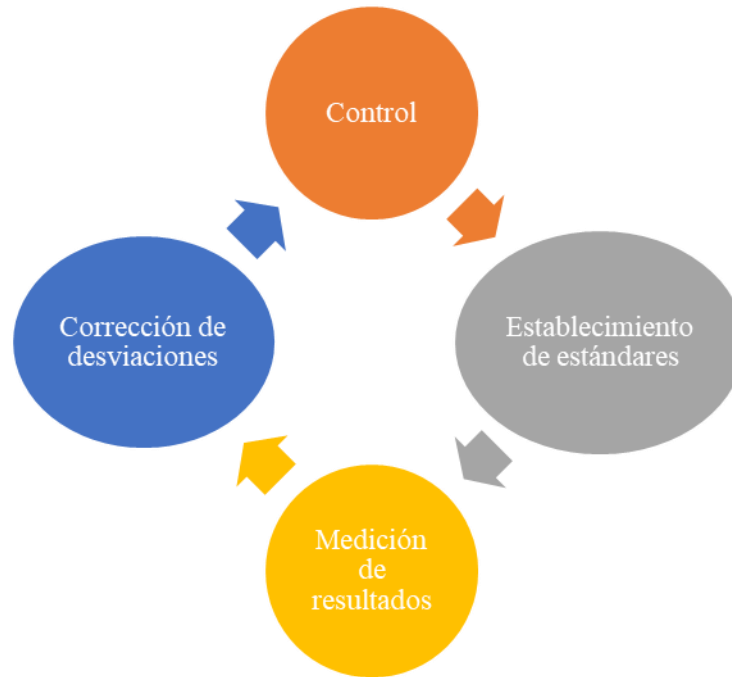 Control
Establecimiento
de estándares
Medición
de
resultados
Corrección de
desviaciones